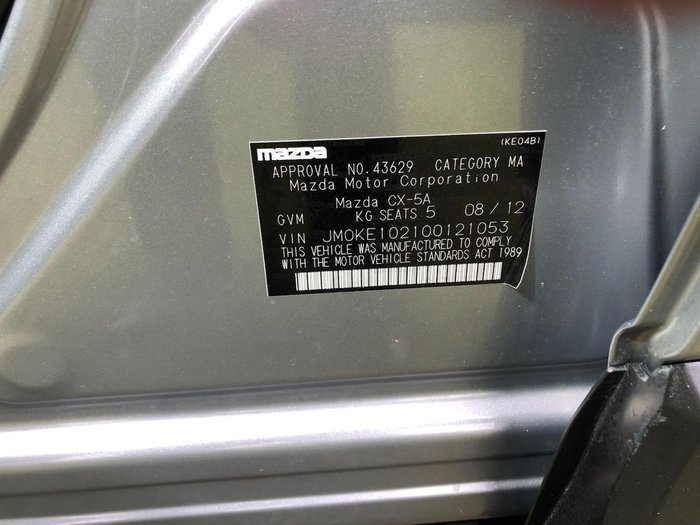 (KE04B)
mazda
APPROVAL NO.43629 CATEGORY MA
Mazda Motor Corporation
Mazda CX-5A
GVM KG SEATS 5 08/12
VIN JM0KE102100121053
THIS VEHICLE WAS MANUFACTURED TO COMPLY
WITH THE MOTOR VEHICLE STANDARDS ACT 1989